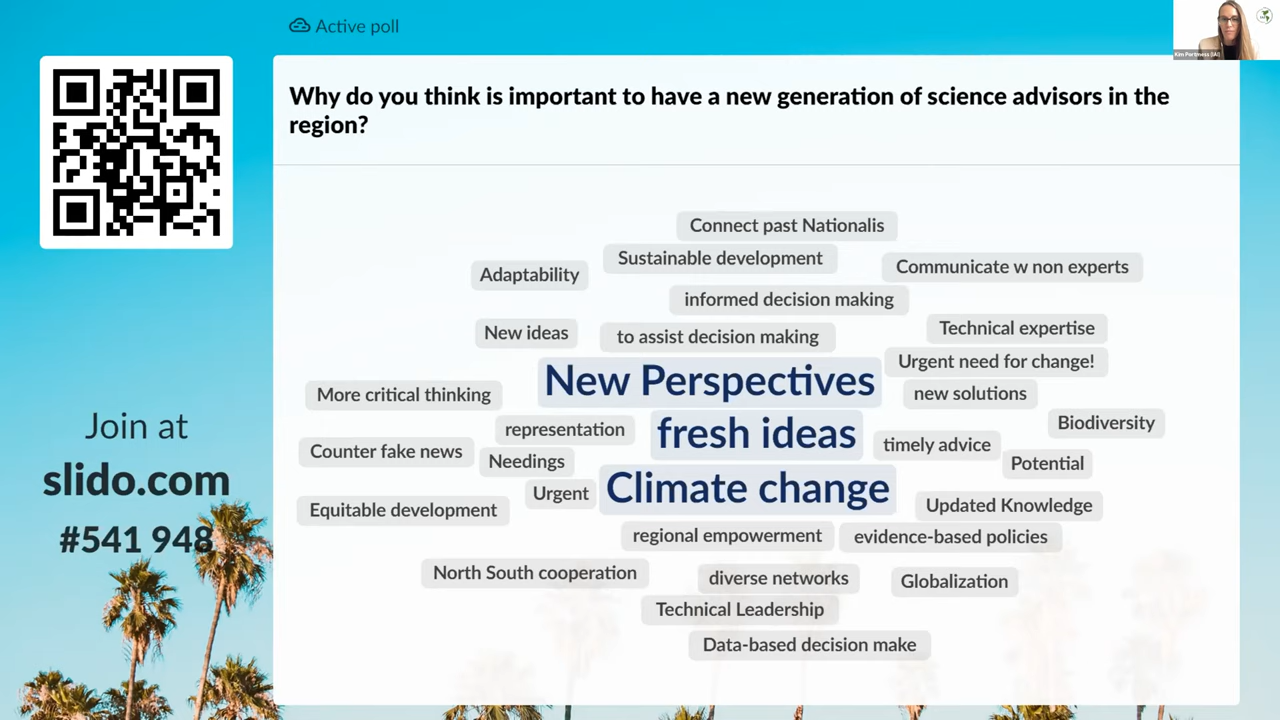 Active poll
Kim Portmess (IAI)
Why do you think is important to have a new generation of science advisors in the
region?
Connect past Nationalis
Sustainable development
Communicate w non experts
Adaptability
informed decision making
Technical expertise
New ideas
to assist decision making
Urgent need for change!
New Perspectives
More critical thinking
new solutions
Biodiversity
representation
fresh ideas
timely advice
Counter fake news
Needings
Potential
Urgent
Climate change
Equitable development
Updated Knowledge
regional empowerment
evidence-based policies
North South cooperation
diverse networks
Globalization
Technical Leadership
Data-based decision make
Join at
slido.com
#541 948